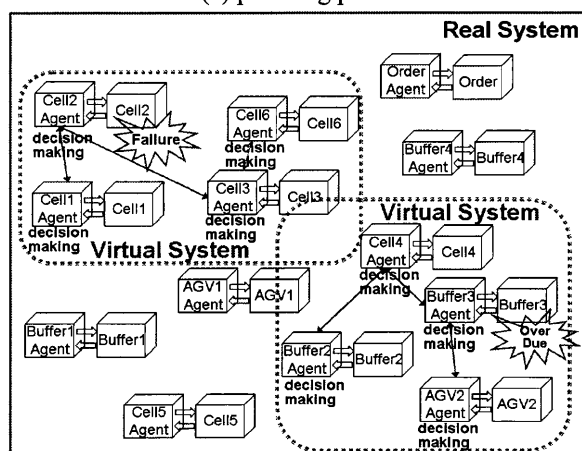 Real System
Order
Agent
Order
Cell2
Agent
Cell2
Cell6
Agent
Cell6
decision
making
Failure
decision
making
Buffer4
Agent
Buffer4
Cell1
Agent
Cell1
decision
making
Cell3
Agent
Cell3
decision
making
Virtual System
Virtual System
Cell4
Agent
Cell4
decision
making
AGV1
Agent
AGV1
Buffer3
Agent
Buffer3
decision
making
Over
Due
Buffer1
Agent
Buffer1
Buffer2
Agent
Buffer2
decision
making
Cell5
Agent
Cell5
AGV2
Agent
AGV2
decision
making